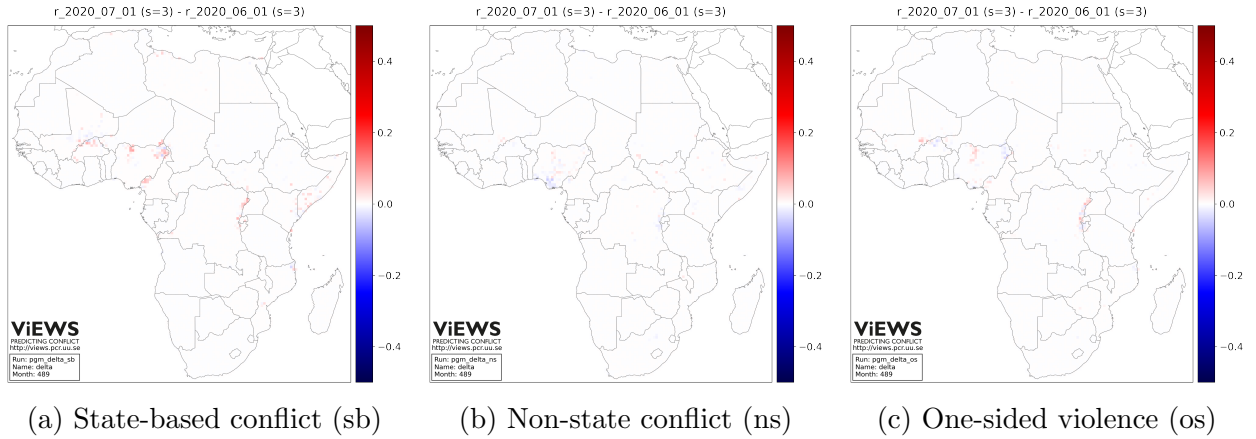 r_2020_07_01 (s=3) - r_2020_06_01 (s=3)
0.4
0.2
0.0
−0.2
−0.4
ViEWS
PREDICTING CONFLICT
http://views.pcr.uu.se
Run: pgm_delta_sb
Name: delta
Month: 489
(a) State-based conflict (sb)
r_2020_07_01 (s=3) - r_2020_06_01 (s=3)
0.4
0.2
0.0
−0.2
−0.4
ViEWS
PREDICTING CONFLICT
http://views.pcr.uu.se
Run: pgm_delta_ns
Name: delta
Month: 489
(b) Non-state conflict (ns)
r_2020_07_01 (s=3) - r_2020_06_01 (s=3)
0.4
0.2
0.0
−0.2
−0.4
ViEWS
PREDICTING CONFLICT
http://views.pcr.uu.se
Run: pgm_delta_os
Name: delta
Month: 489
(c) One-sided violence (os)